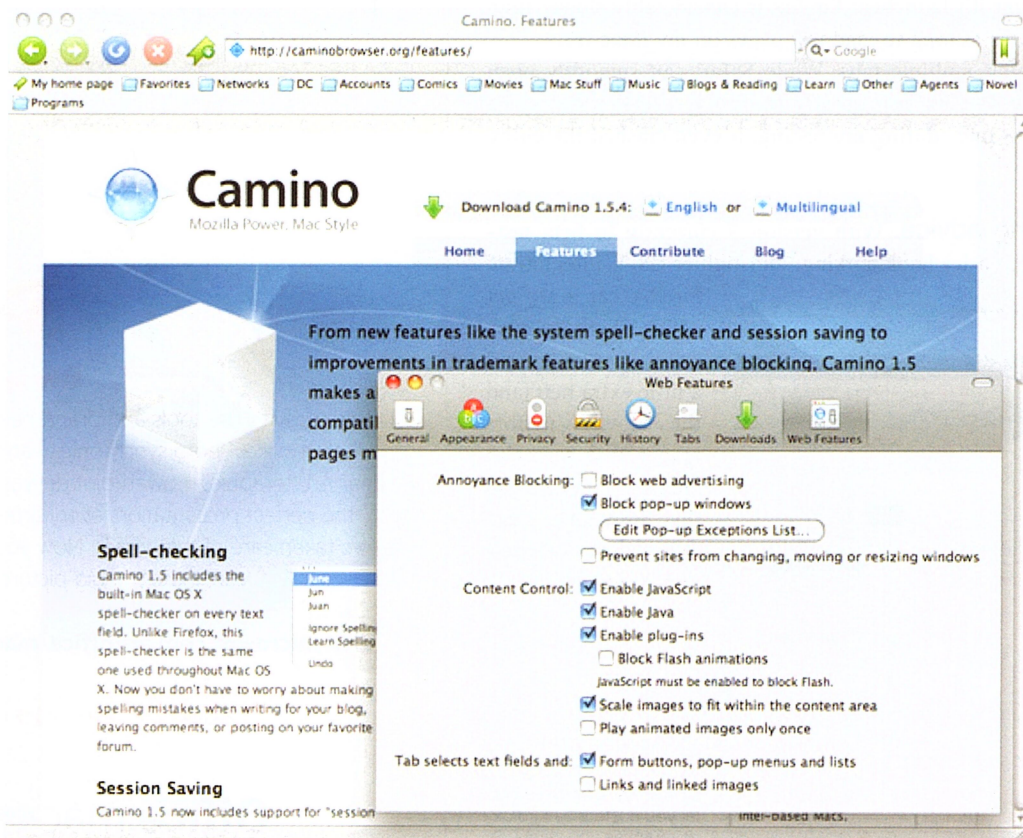 Camino. Features
http://caminobrowser.org/features/
Google
My home page Favorites Networks DC Accounts Comics Movies Mac Stuff Music Blogs & Reading Learn Other Agents Novel
Programs
Camino
Mozilla Power, Mac Style
Download Camino 1.5.4: English or Multilingual
Home Features Contribute Blog Help
From new features like the system spell-checker and session saving to
improvements in trademark features like annoyance blocking, Camino 1.5
makes a
compatil
pages m
Web Features
General Appearance Privacy Security History Tabs Downloads Web Features
Annoyance Blocking: Block web advertising
Block pop-up windows
Edit Pop-up Exceptions List...
Prevent sites from changing, moving or resizing windows
Content Control: Enable JavaScript
Enable Java
Enable plug-ins
Block Flash animations
JavaScript must be enabled to block Flash.
Scale images to fit within the content area
Play animated images only once
Tab selects text fields and: Form buttons, pop-up menus and lists
Links and linked images
Spell-checking
Camino 1.5 includes the
built-in Mac OS X
spell-checker on every text
field. Unlike Firefox, this
spell-checker is the same
one used throughout Mac OS
X. Now you don't have to worry about making
spelling mistakes when writing for your blog,
leaving comments, or posting on your favorite
forum.
June
Jun
Juan
Ignore Spelling
Learn Spelling
Undo
Session Saving
Camino 1.5 now includes support for "session
Intel-based Macs.